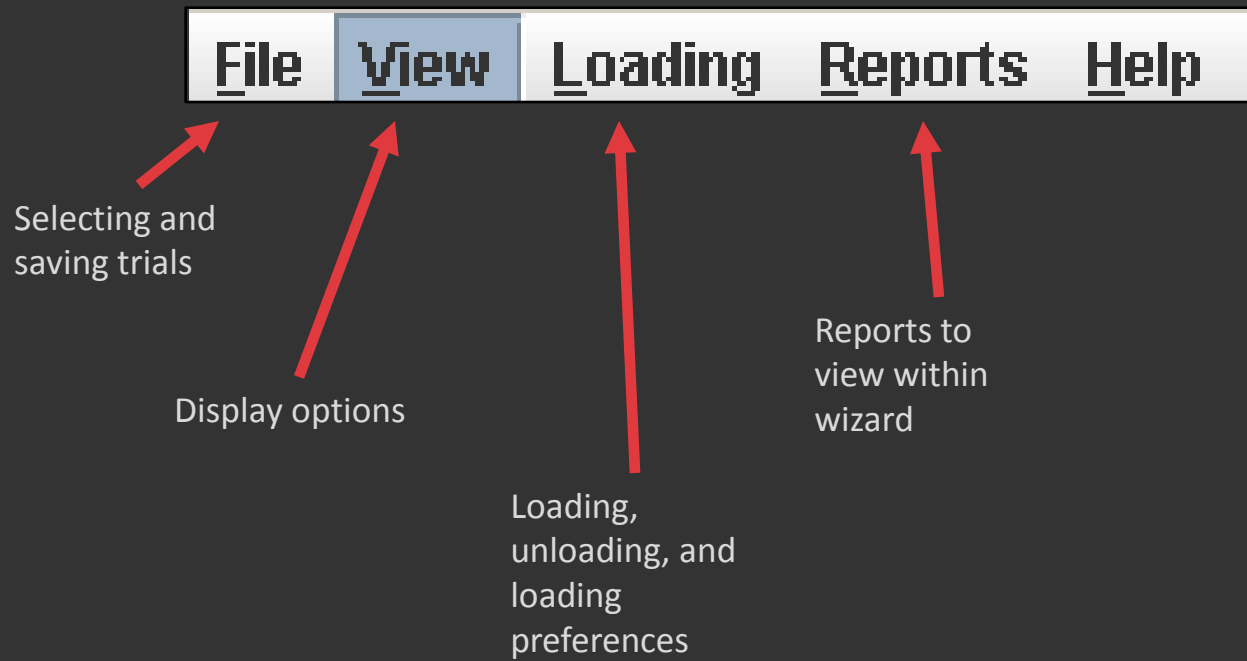 File View Loading Reports Help
Selecting and
saving trials
Display options
Loading,
unloading, and
loading
preferences
Reports to
view within
wizard